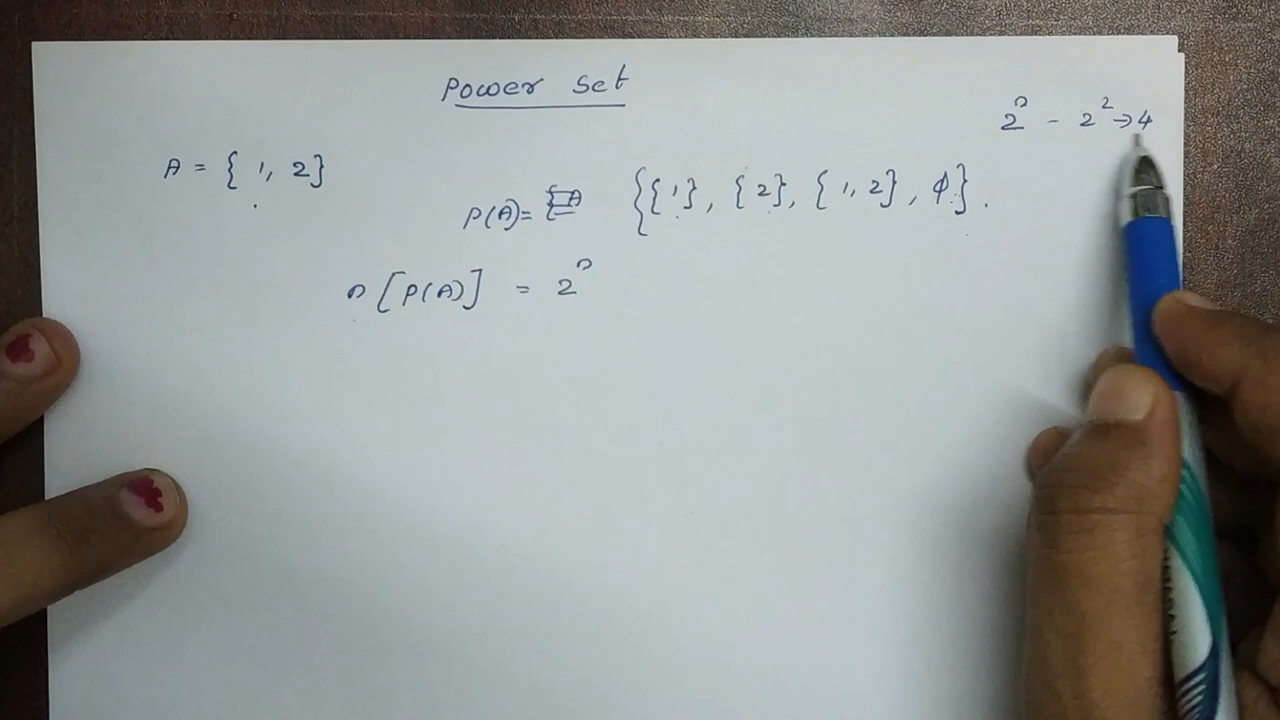 Power Set
2ⁿ - 2² → 4
A = { 1, 2}
P(A)= {{1}, {2}, {1, 2}, ϕ}.
n [P(A)] = 2ⁿ